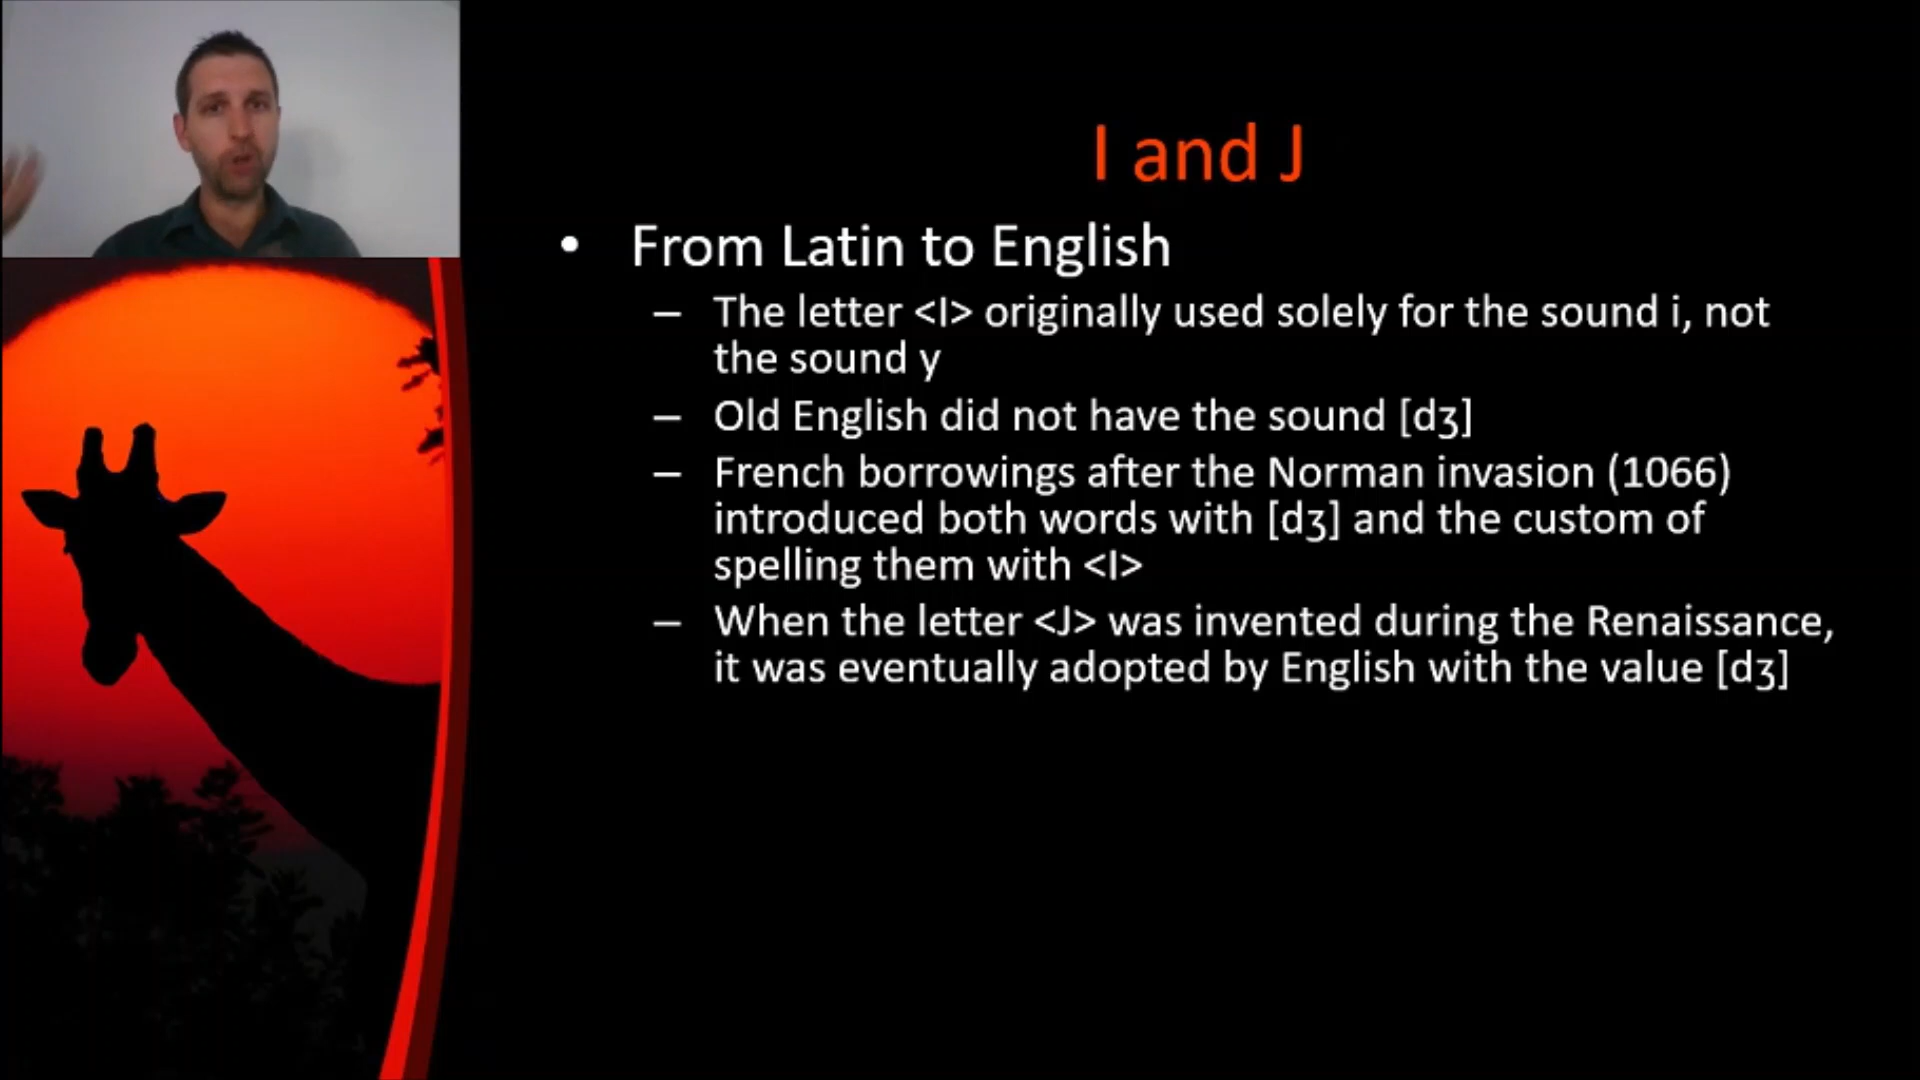 I and J
• From Latin to English
– The letter <I> originally used solely for the sound i, not
the sound y
– Old English did not have the sound [dʒ]
– French borrowings after the Norman invasion (1066)
introduced both words with [dʒ] and the custom of
spelling them with <I>
– When the letter <J> was invented during the Renaissance,
it was eventually adopted by English with the value [dʒ]